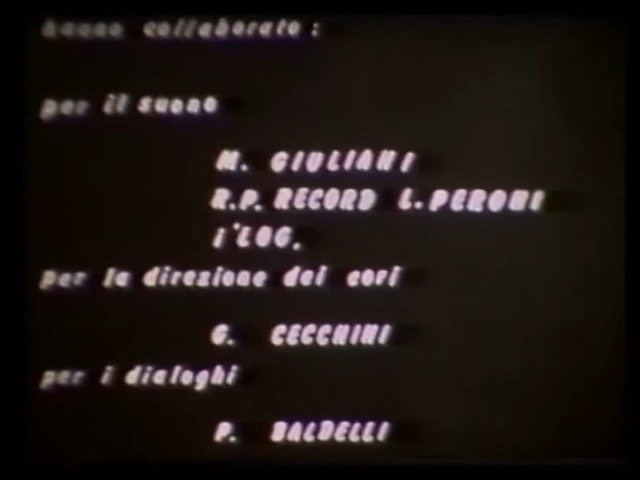 hanno collaborato:
per il suono
M. GIULIANI
R.P. RECORD L. PERONI
i'LOG.
per la direzione dei cori
G. CECCHINI
per i dialoghi
P. BALDELLI